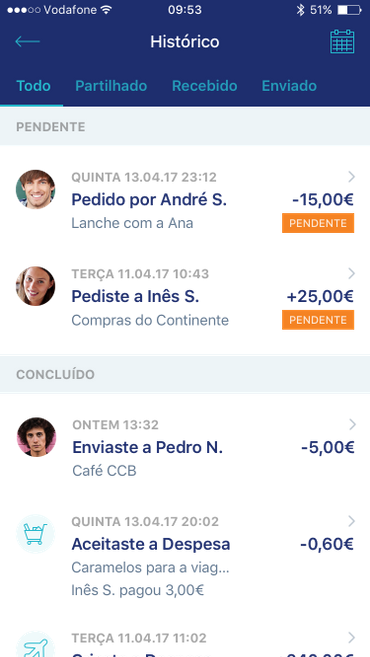 Vodafone 09:53 51%
Histórico
Todo Partilhado Recebido Enviado
PENDENTE
QUINTA 13.04.17 23:12
Pedido por André S. -15,00€
Lanche com a Ana PENDENTE
TERÇA 11.04.17 10:43
Pediste a Inês S. +25,00€
Compras do Continente PENDENTE
CONCLUÍDO
ONTEM 13:32
Enviaste a Pedro N. -5,00€
Café CCB
QUINTA 13.04.17 20:02
Aceitaste a Despesa -0,60€
Caramelos para a viag...
Inês S. pagou 3,00€
TERÇA 11.04.17 11:02